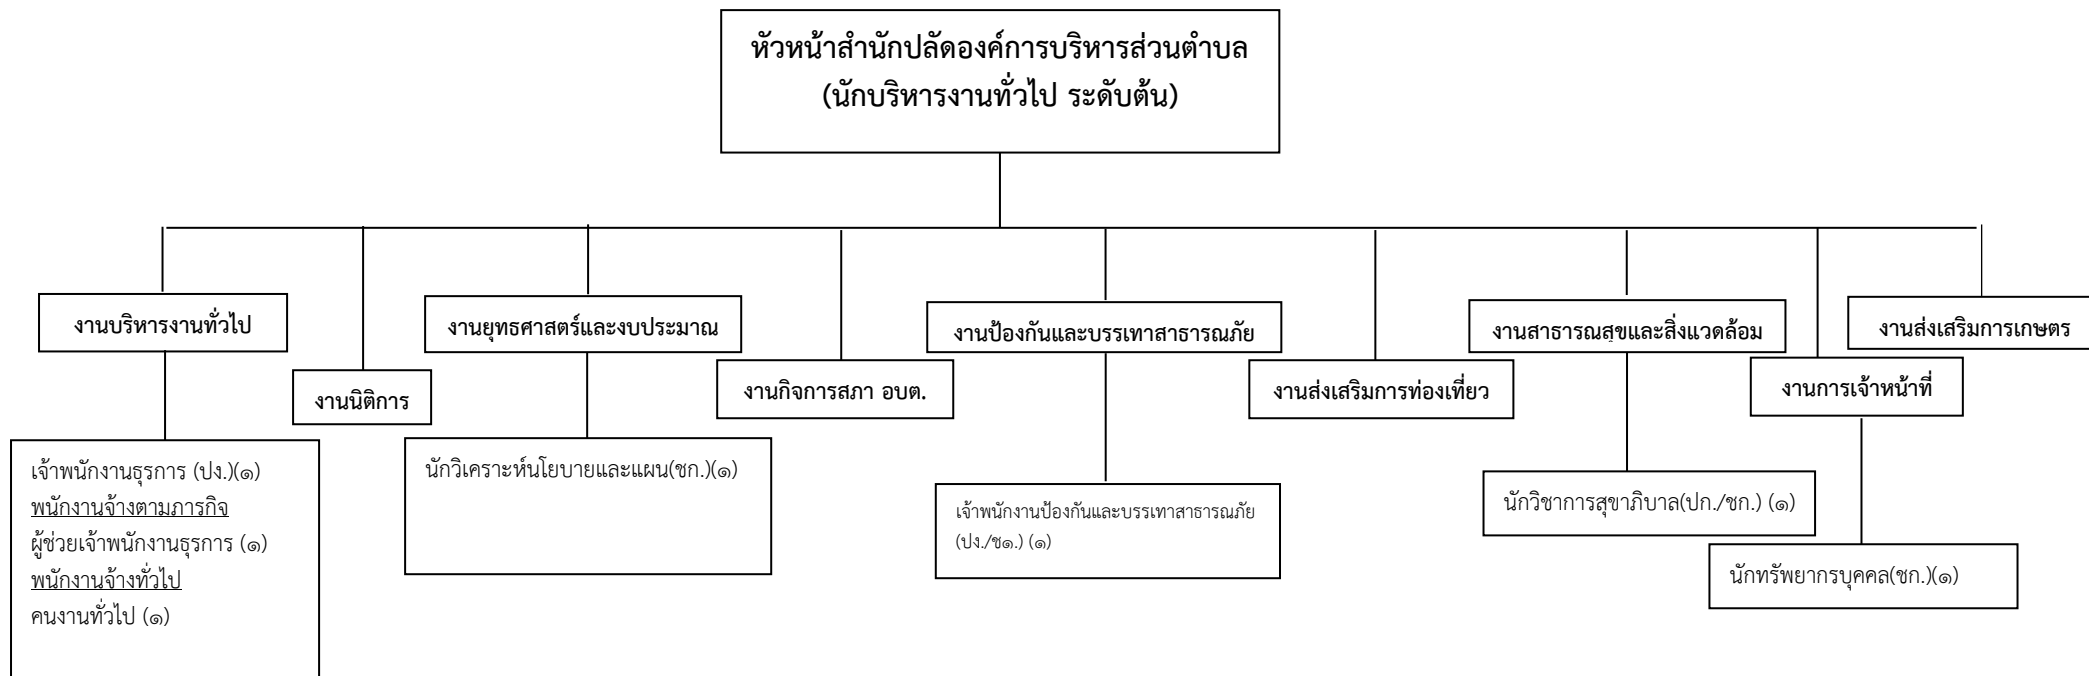 หัวหน้าสำนักปลัดองค์การบริหารส่วนตำบล
(นักบริหารงานทั่วไป ระดับต้น)
งานบริหารงานทั่วไป
งานนิติการ
งานยุทธศาสตร์และงบประมาณ
งานกิจการสภา อบต.
งานป้องกันและบรรเทาสาธารณภัย
งานส่งเสริมการท่องเที่ยว
งานสาธารณสุขและสิ่งแวดล้อม
งานการเจ้าหน้าที่
งานส่งเสริมการเกษตร
เจ้าพนักงานธุรการ (ปง.)(๑)
พนักงานจ้างตามภารกิจ
ผู้ช่วยเจ้าพนักงานธุรการ (๑)
พนักงานจ้างทั่วไป
คนงานทั่วไป (๑)
นักวิเคราะห์นโยบายและแผน(ชก.)(๑)
เจ้าพนักงานป้องกันและบรรเทาสาธารณภัย
(ปง./ช๑.) (๑)
นักวิชาการสุขาภิบาล(ปก./ชก.) (๑)
นักทรัพยากรบุคคล(ชก.)(๑)